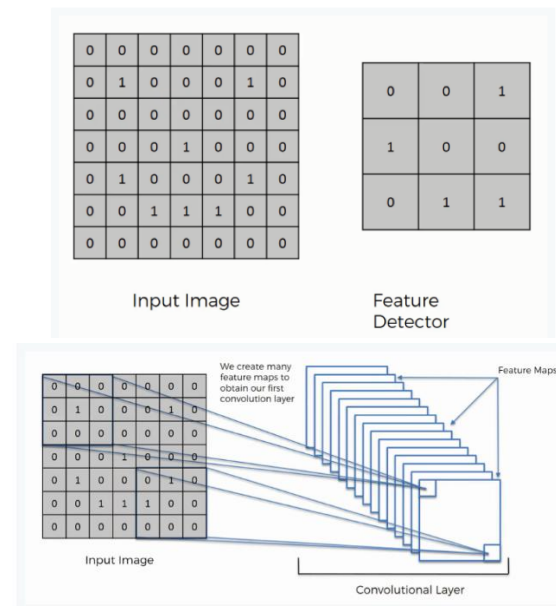 0 0 0 0 0 0 0
0 1 0 0 0 1 0
0 0 0 0 0 0 0
0 0 0 1 0 0 0
0 1 0 0 0 1 0
0 0 1 1 1 0 0
0 0 0 0 0 0 0
Input Image
0 0 1
1 0 0
0 1 1
Feature
Detector
We create many
feature maps to
obtain our first
convolution layer
Feature Maps
0 0 0 0 0 0 0
0 1 0 0 0 1 0
0 0 0 0 0 0 0
0 0 0 1 0 0 0
0 1 0 0 0 1 0
0 0 1 1 1 0 0
0 0 0 0 0 0 0
Input Image
Convolutional Layer